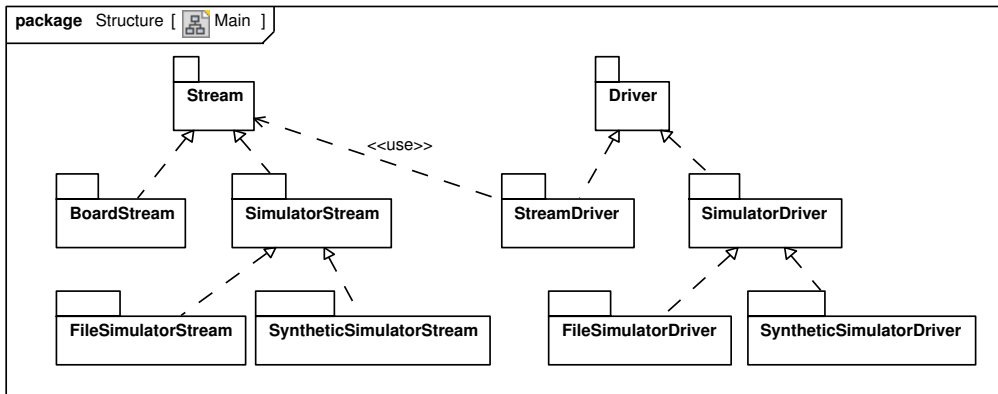 package Structure [ Main ]
Stream
Driver
<<use>>
BoardStream
SimulatorStream
StreamDriver
SimulatorDriver
FileSimulatorStream
SyntheticSimulatorStream
FileSimulatorDriver
SyntheticSimulatorDriver